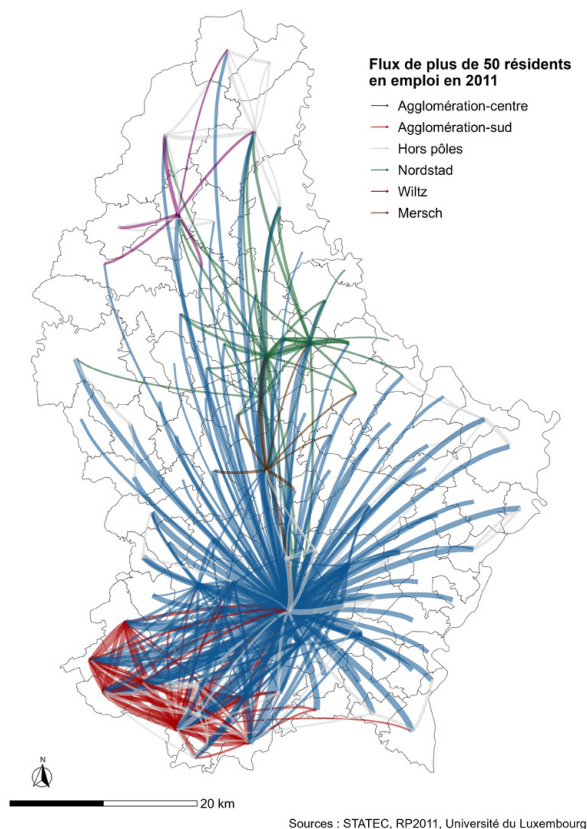 Flux de plus de 50 résidents
en emploi en 2011
Agglomération-centre
Agglomération-sud
Hors pôles
Nordstad
Wiltz
Mersch
N
20 km
Sources : STATEC, RP2011, Université du Luxembourg